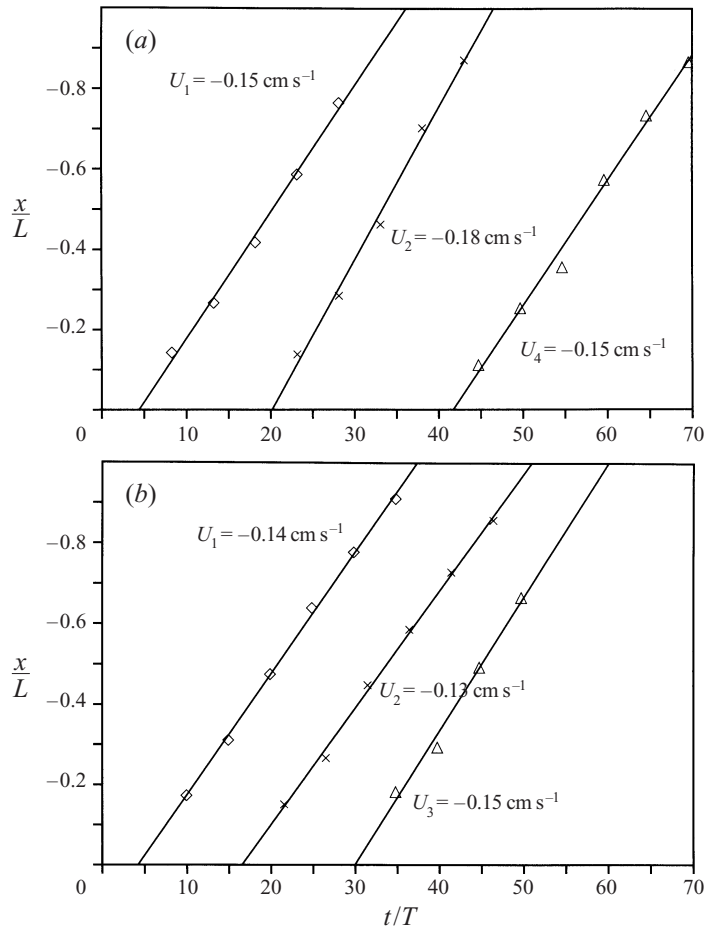 (a)
U1 = −0.15 cm s−1
−0.8
−0.6
x/L
−0.4
U2 = −0.18 cm s−1
−0.2
U4 = −0.15 cm s−1
0 10 20 30 40 50 60 70
(b)
U1 = −0.14 cm s−1
−0.8
−0.6
x/L
−0.4
U2 = −0.13 cm s−1
−0.2
U3 = −0.15 cm s−1
0 10 20 30 40 50 60 70
t/T